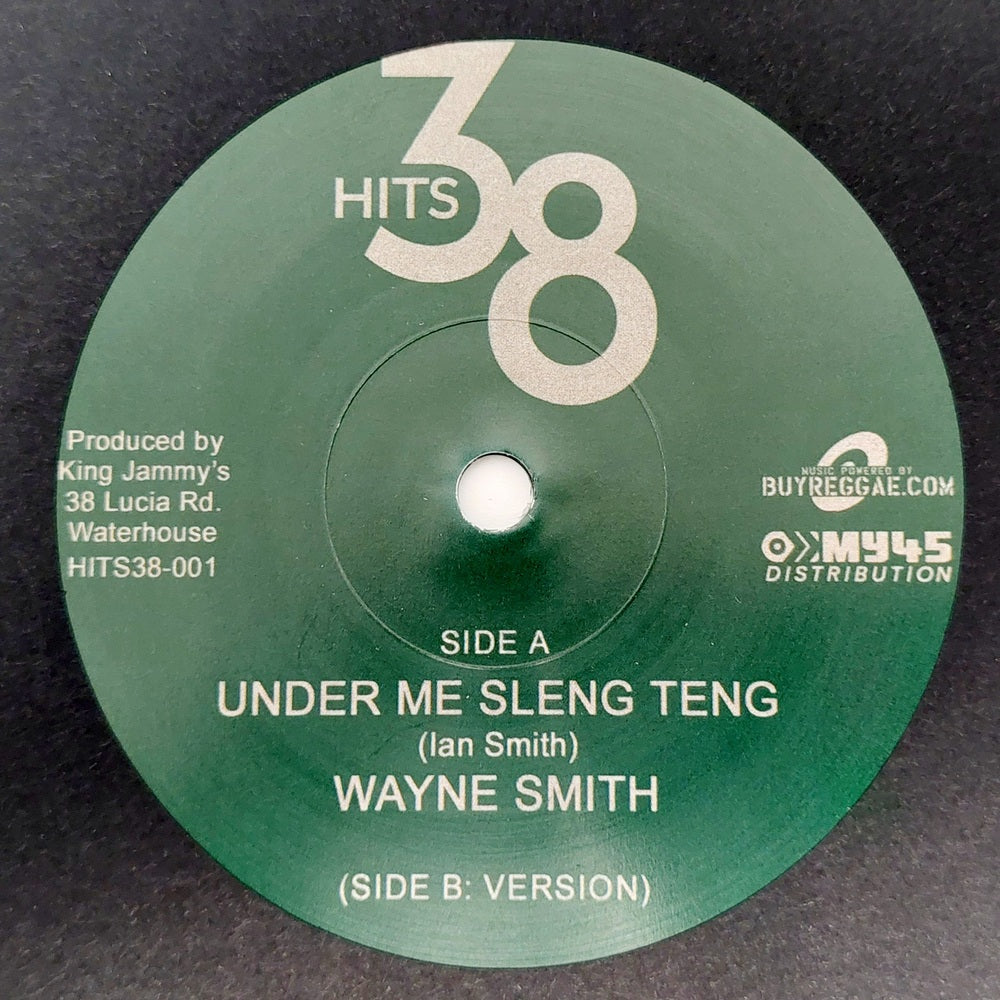 HITS 38
Produced by
King Jammy's
38 Lucia Rd.
Waterhouse
HITS38-001
MUSIC POWERED BY
BUYREGGAE.COM
MY45
DISTRIBUTION
SIDE A
UNDER ME SLENG TENG
(Ian Smith)
WAYNE SMITH
(SIDE B: VERSION)